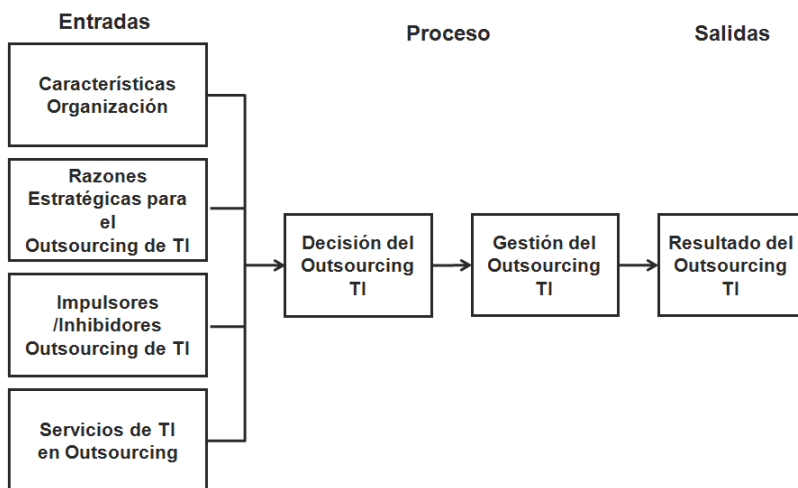 Entradas
Proceso
Salidas
Características
Organización
Razones
Estratégicas para
el
Outsourcing de TI
Impulsores
/Inhibidores
Outsourcing de TI
Servicios de TI
en Outsourcing
Decisión del
Outsourcing
TI
Gestión del
Outsourcing
TI
Resultado del
Outsourcing
TI